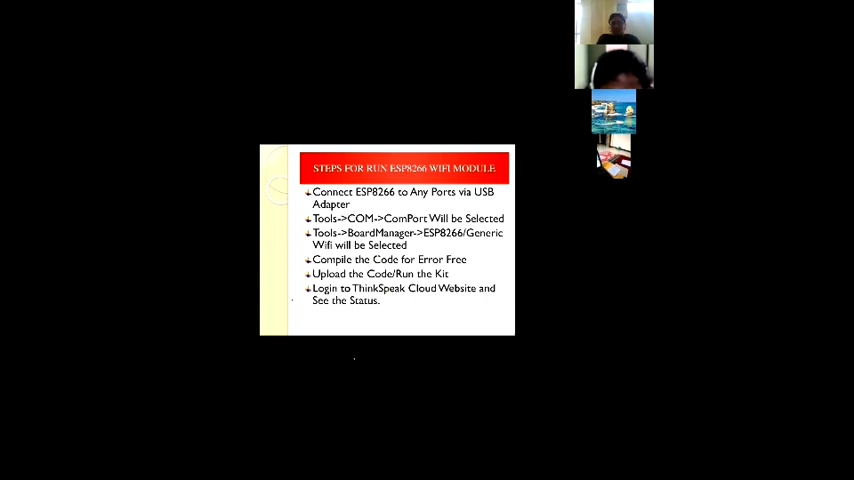 STEPS FOR RUN ESP8266 WIFI MODULE
Connect ESP8266 to Any Ports via USB
Adapter
Tools->COM->ComPort Will be Selected
Tools->BoardManager->ESP8266/Generic
Wifi will be Selected
Compile the Code for Error Free
Upload the Code/Run the Kit
Login to ThinkSpeak Cloud Website and
See the Status.